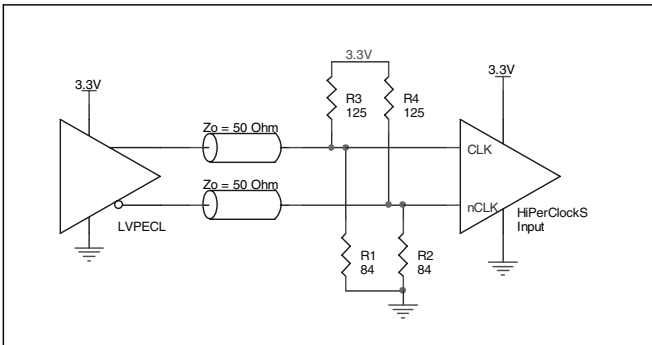 3.3V
3.3V
3.3V
R3
125
R4
125
Zo = 50 Ohm
CLK
Zo = 50 Ohm
nCLK
HiPerClockS
Input
LVPECL
R1
84
R2
84